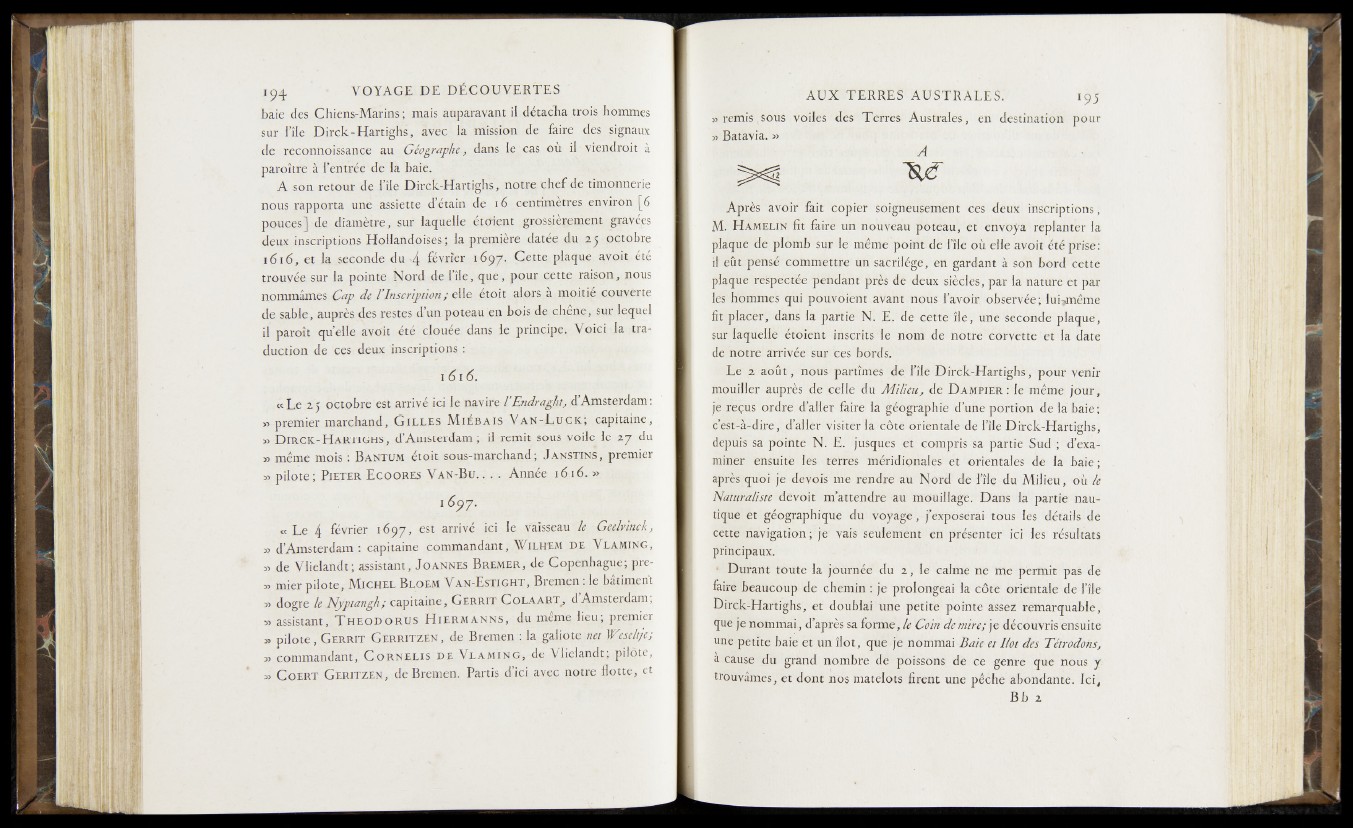 194 VOYAGE DE DÉCOUVERTES
baie des Chiens-Marins; mais auparavant il détacha trois hommes
sur l'île Dirck-Hartighs, avec la mission de faire des signaux
de reconnoissance au Géographe, dans le cas où il viendroit à
paroître à l'entrée de la baie.
A son retour de l'île Dirck-Hartighs, notre chef de timonnerie
nous rapporta une assiette d'étain de 16 centimètres environ [6
pouces] de diamètre, sur laquelle étoient grossièrement gravées
deux inscriptions Hollandoises; la première datée du 25 octobre
1616, et la seconde du 4 février 1697. Cette plaque avoit été
trouvée sur la pointe Nord de l'île, que, pour cette raison, nous
nommâmes Cap de l'Inscription; elle étoit alors à moitié couverte
de sable, auprès des restes d'un poteau en bois de chêne, sur lequel
il paroît qu'elle avoit été clouée dans le principe. Voici la tra-
duction de ces deux inscriptions :
1616.
« Le 25 octobre est arrivé ici le navire l'Endraght, d'Amsterdam :
» premier marchand, GILLES MIÉBAIS VAN-LUCK; capitaine,
» DIRCK-HARTIGHS, d'Amsterdam; il remit sous voile le 27 du
» même mois : BANTUM étoit sous-marchand; JANSTINS, premier
» pilote; PIETER ECOORES VAN-BU.... Année 1616. »
1697.
« Le 4 février 1697, est arrivé ici le vaisseau le Geelvinck,
» d'Amsterdam : capitaine commandant, WILHEM DE VLAMING,
» de Vlielandt; assistant, JOANNES BREMER, de Copenhague; pre-
» mier pilote, MICHEL BLOEM VAN-ESTIGHT, Bremen : le bâtiment
» dogre le Nyptangh; capitaine, GERRIT COLAART, d'Amsterdam;
» assistant, THEODORUS HIERMANNS, du même lieu; premier
» pilote, GERRIT GERRITZEN, de Bremen : la galiote net Weseltje;
» commandant, CORNELIS DE VLAMING, de Vlielandt; pilote,
» COERT GERITZEN, de Bremen. Partis d'ici avec notre flotte, et
AUX TERRES AUSTRALES. 195
» remis sous voiles des Terres Australes, en destination pour
» Batavia. »
A
12
Après avoir fait copier soigneusement ces deux inscriptions,
M. HAMELIN fit faire un nouveau poteau, et envoya replanter la
plaque de plomb sur le même point de l'île où elle avoit été prise :
il eût pensé commettre un sacrilége, en gardant à son bord cette
plaque respectée pendant près de deux siècles, par la nature et par
les hommes qui pouvoient avant nous l'avoir observée; lui-même
fit placer, dans la partie N. E. de cette île, une seconde plaque,
sur laquelle étoient inscrits le nom de notre corvette et la date
de notre arrivée sur ces bords.
Le 2 août, nous partîmes de l'île Dirck-Hartighs, pour venir
mouiller auprès de celle du Milieu, de DAMPIER : le même jour,
je reçus ordre d'aller faire la géographie d'une portion de la baie;
c'est-à-dire, d'aller visiter la côte orientale de l'île Dirck-Hartighs,
depuis sa pointe N. E. jusques et compris sa partie Sud ; d'exa-
miner ensuite les terres méridionales et orientales de la baie;
après quoi je devois me rendre au Nord de l'île du Milieu, où le
Naturaliste devoit m'attendre au mouillage. Dans la partie nau-
tique et géographique du voyage, j'exposerai tous les détails de
cette navigation; je vais seulement en présenter ici les résultats
principaux.
Durant toute la journée du 2, le calme ne me permit pas de
faire beaucoup de chemin : je prolongeai la côte orientale de l'île
Dirck-Hartighs, et doublai une petite pointe assez remarquable,
que je nommai, d'après sa forme, le Coin de mire; je découvris ensuite
une petite baie et un îlot, que je nommai Baie et Ilot des Tétrodons,
à cause du grand nombre de poissons de ce genre que nous y
trouvâmes, et dont nos matelots firent une pêche abondante. Ici,
Bb 2